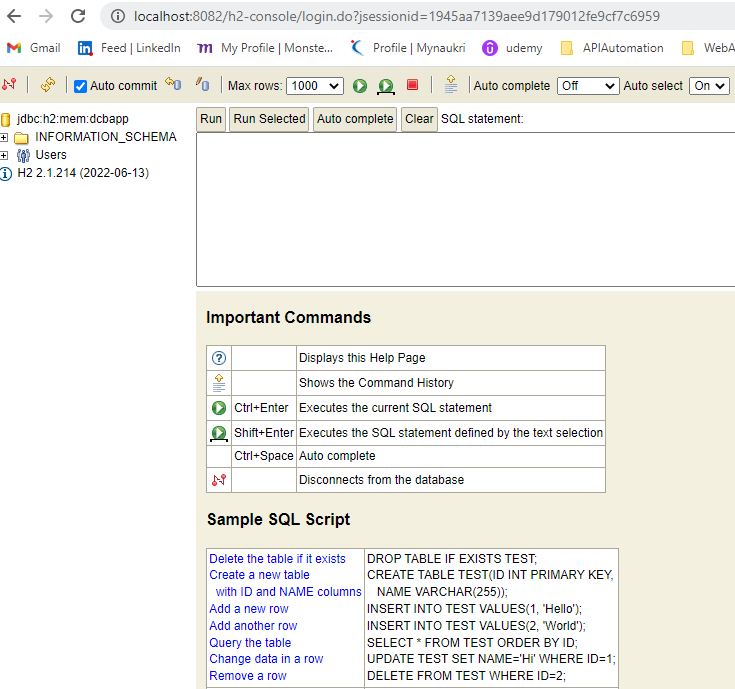 localhost:8082/h2-console/login.do?jsessionid=1945aa7139aee9d179012fe9cf7c6959
Gmail Feed | LinkedIn My Profile | Monste... Profile | Mynaukri udemy APIAutomation WebA
Auto commit Max rows: 1000 Auto complete Off Auto select On
jdbc:h2:mem:dcbapp
INFORMATION_SCHEMA
Users
H2 2.1.214 (2022-06-13)
Run Run Selected Auto complete Clear SQL statement:
Important Commands
Displays this Help Page
Shows the Command History
Ctrl+Enter Executes the current SQL statement
Shift+Enter Executes the SQL statement defined by the text selection
Ctrl+Space Auto complete
Disconnects from the database
Sample SQL Script
Delete the table if it exists DROP TABLE IF EXISTS TEST;
Create a new table CREATE TABLE TEST(ID INT PRIMARY KEY,
with ID and NAME columns NAME VARCHAR(255));
Add a new row INSERT INTO TEST VALUES(1, 'Hello');
Add another row INSERT INTO TEST VALUES(2, 'World');
Query the table SELECT * FROM TEST ORDER BY ID;
Change data in a row UPDATE TEST SET NAME='Hi' WHERE ID=1;
Remove a row DELETE FROM TEST WHERE ID=2;